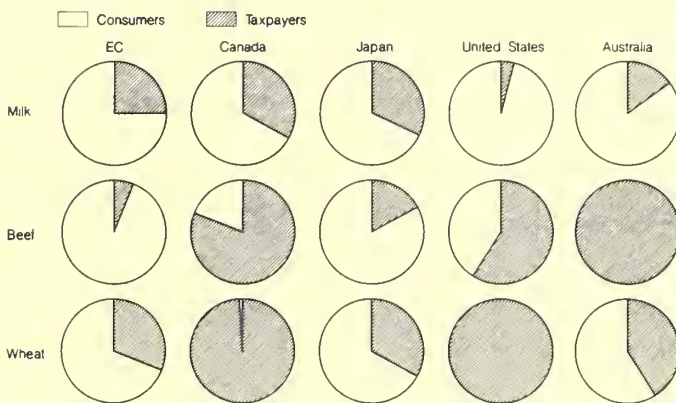 Consumers Taxpayers
EC Canada Japan United States Australia
Milk
Beef
Wheat